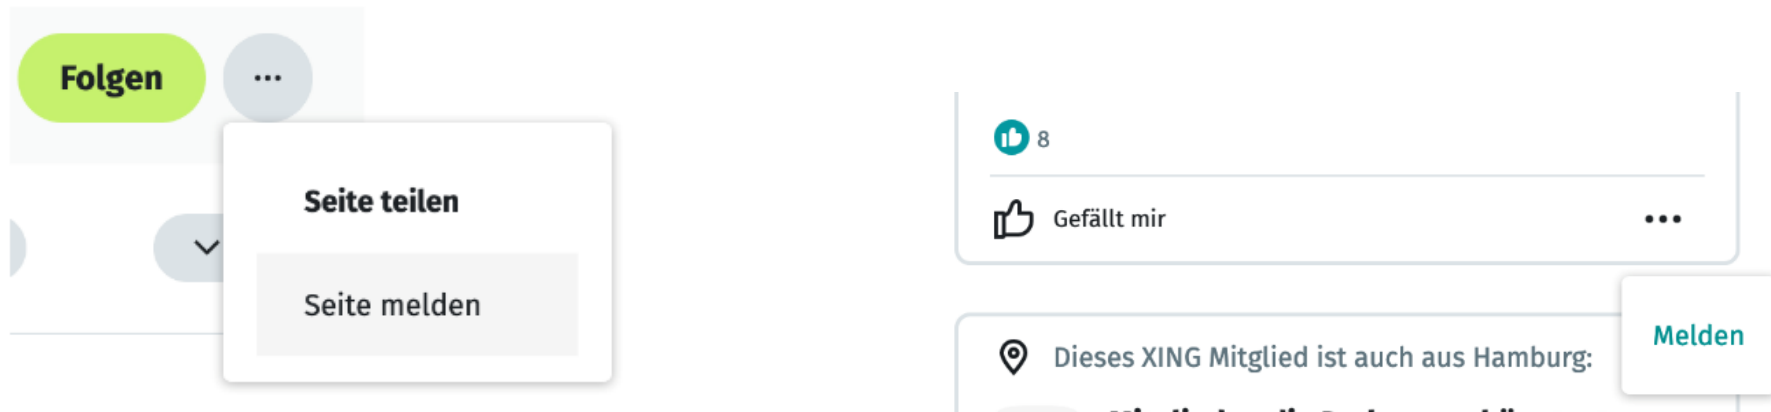 Folgen
Seite teilen
Seite melden
8
Gefällt mir
Melden
Dieses XING Mitglied ist auch aus Hamburg: